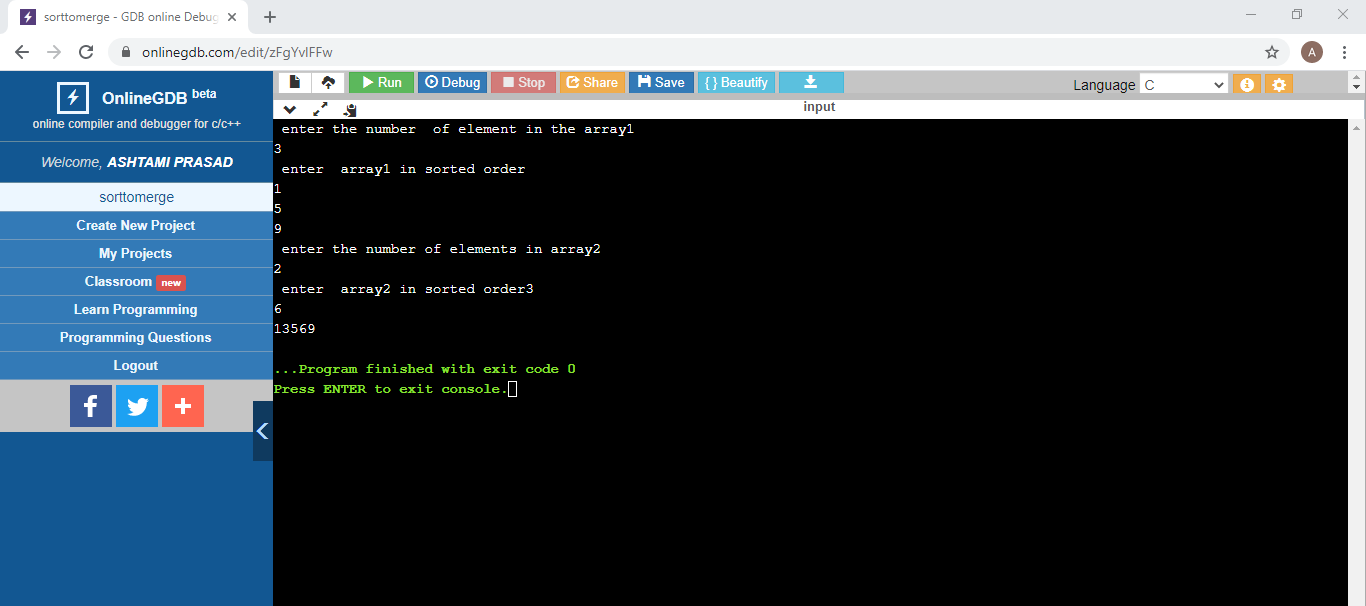 sorttomerge - GDB online Debug
onlinegdb.com/edit/zFgYvIFFw
A
OnlineGDB beta
online compiler and debugger for c/c++
Welcome, ASHTAMI PRASAD
sorttomerge
Create New Project
My Projects
Classroom new
Learn Programming
Programming Questions
Logout
Run Debug Stop Share Save {} Beautify
Language C
input
enter the number  of element in the array1
3
enter  array1 in sorted order
1
5
9
enter the number of elements in array2
2
enter  array2 in sorted order3
6
13569
...Program finished with exit code 0
Press ENTER to exit console.